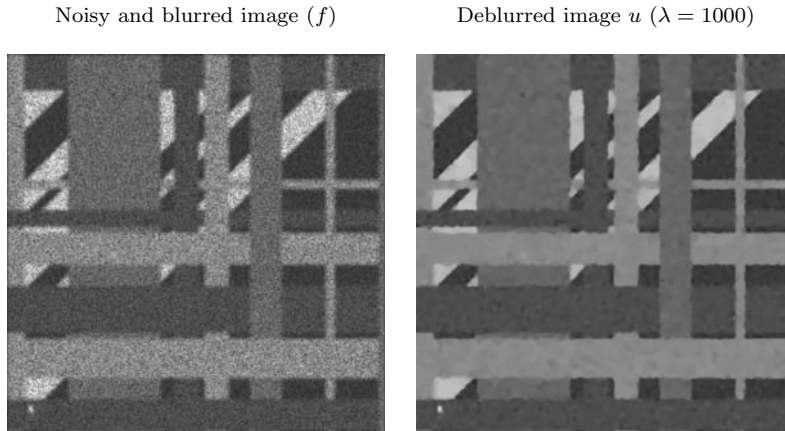 Noisy and blurred image (f)
Deblurred image u (λ = 1000)